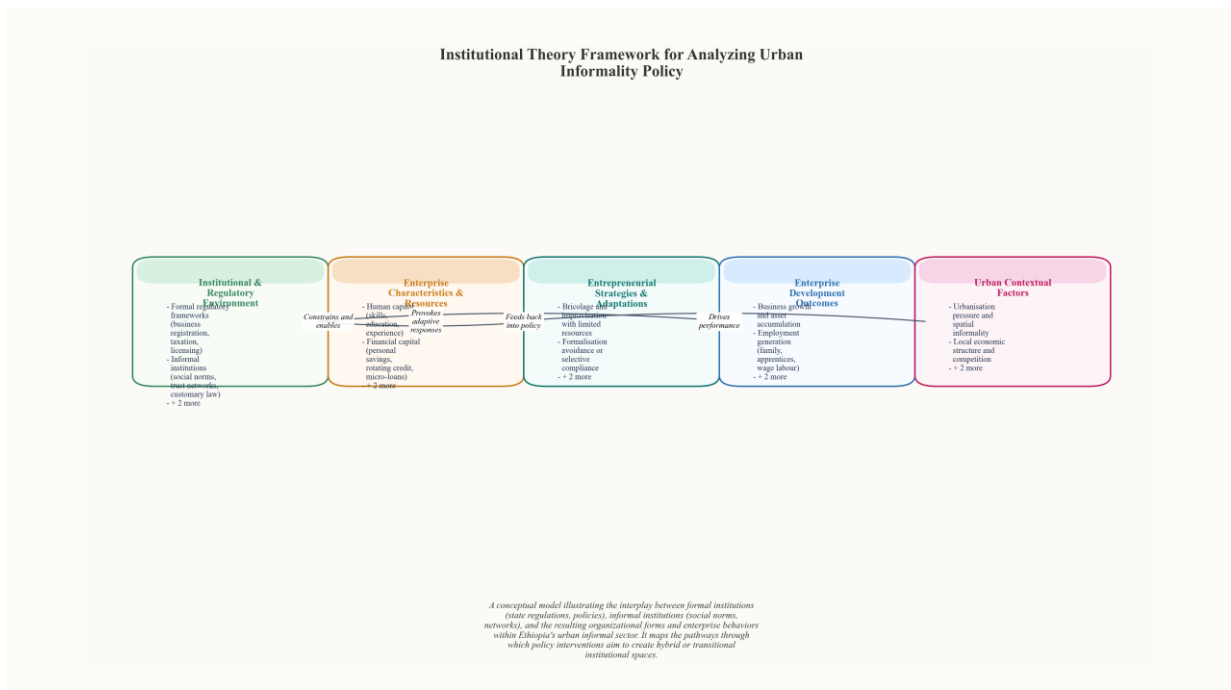 Institutional Theory Framework for Analyzing Urban
Informality Policy
Institutional &
Regulatory
Environment
- Formal regulatory
frameworks
(business
registration,
taxation,
licensing)
- Informal
institutions
(social norms,
trust networks,
customary law)
- + 2 more
Constrains and
enables
Enterprise
Characteristics &
Resources
- Human capital
(skills,
education,
experience)
- Financial capital
(personal
savings,
rotating credit,
micro-loans)
- + 2 more
Provokes
adaptive
responses
Feeds back
into policy
Entrepreneurial
Strategies &
Adaptations
- Bricolage and
improvisation
with limited
resources
- Formalisation
avoidance or
selective
compliance
- + 2 more
Drives
performance
Enterprise
Development
Outcomes
- Business growth
and asset
accumulation
- Employment
generation
(family,
apprentices,
wage labour)
- + 2 more
Urban Contextual
Factors
- Urbanisation
pressure and
spatial
informality
- Local economic
structure and
competition
- + 2 more
A conceptual model illustrating the interplay between formal institutions
(state regulations, policies), informal institutions (social norms,
networks), and the resulting organizational forms and enterprise behaviors
within Ethiopia's urban informal sector. It maps the pathways through
which policy interventions aim to create hybrid or transitional
institutional spaces.